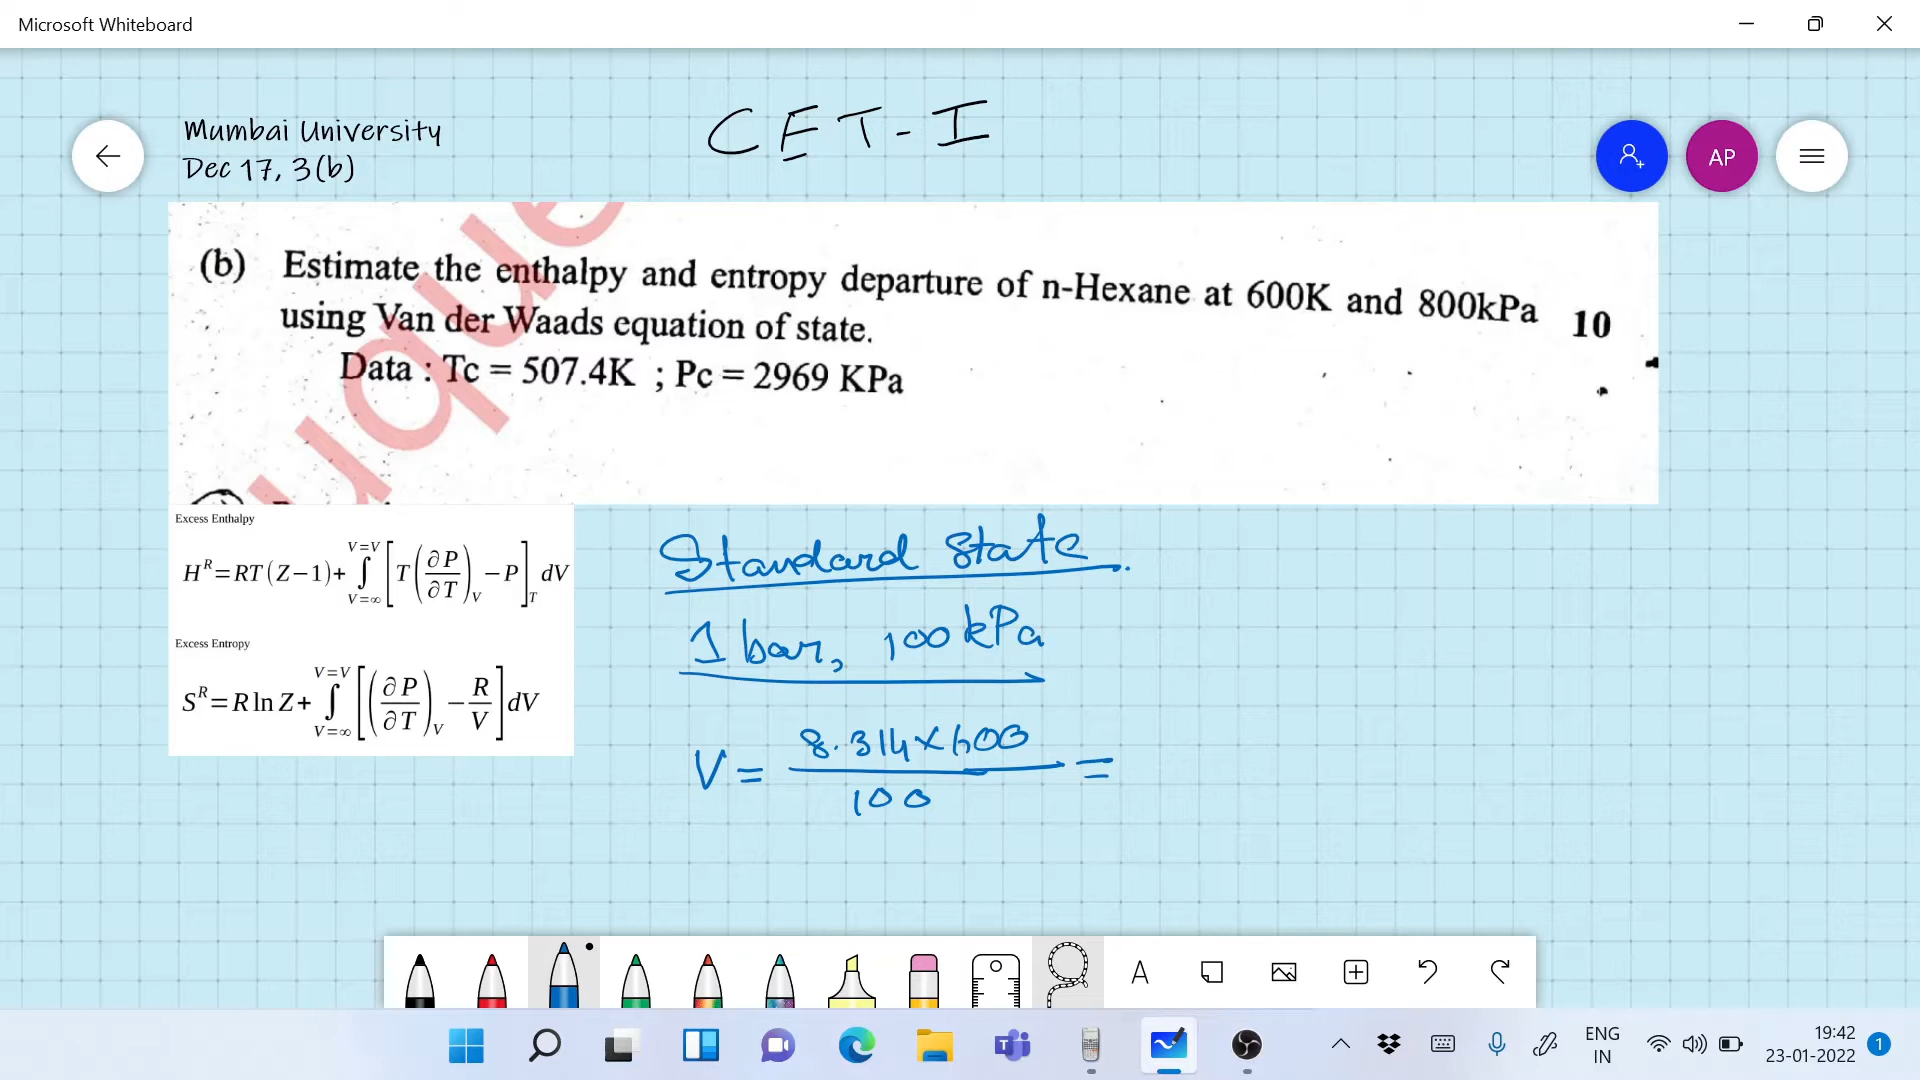 Microsoft Whiteboard
Mumbai University
Dec 17, 3(b)
CET-I
AP
(b) Estimate the enthalpy and entropy departure of n-Hexane at 600K and 800kPa 10
using Van der Waads equation of state.
Data : Tc = 507.4K ; Pc = 2969 KPa
uque
Excess Enthalpy
H^R = RT(Z−1) + ∫_{V=∞}^{V=V} [T(∂P/∂T)_V − P]_T dV
Excess Entropy
S^R = R ln Z + ∫_{V=∞}^{V=V} [(∂P/∂T)_V − R/V] dV
Standard State.
1 bar, 100 kPa
V = 8.314×600 / 100 =
A
ENG
IN
19:42
23-01-2022
1